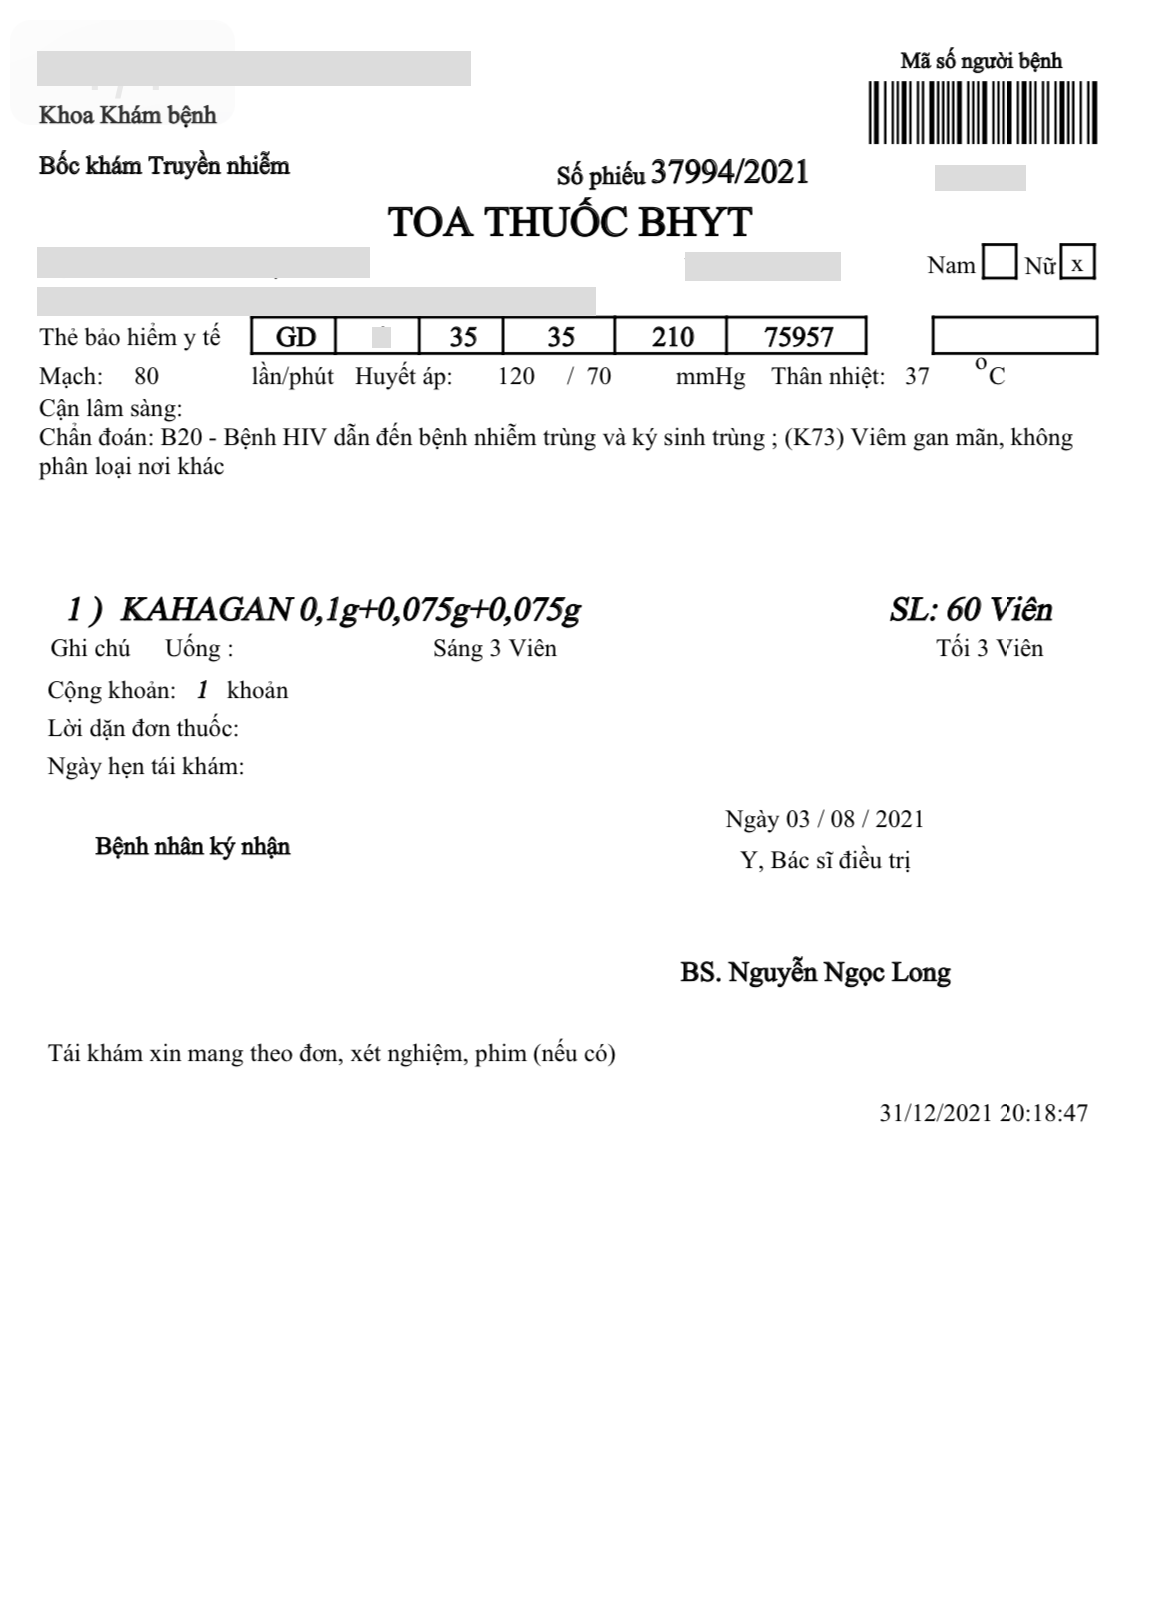 Mã số người bệnh
Khoa Khám bệnh
Bốc khám Truyền nhiễm
Số phiếu 37994/2021
TOA THUỐC BHYT
Nam Nữ x
Thẻ bảo hiểm y tế GD 35 35 210 75957
Mạch: 80 lần/phút Huyết áp: 120 / 70 mmHg Thân nhiệt: 37 oC
Cận lâm sàng:
Chẩn đoán: B20 - Bệnh HIV dẫn đến bệnh nhiễm trùng và ký sinh trùng ; (K73) Viêm gan mãn, không
phân loại nơi khác
1 ) KAHAGAN 0,1g+0,075g+0,075g SL: 60 Viên
Ghi chú Uống : Sáng 3 Viên Tối 3 Viên
Cộng khoản: 1 khoản
Lời dặn đơn thuốc:
Ngày hẹn tái khám:
Ngày 03 / 08 / 2021
Bệnh nhân ký nhận
Y, Bác sĩ điều trị
BS. Nguyễn Ngọc Long
Tái khám xin mang theo đơn, xét nghiệm, phim (nếu có)
31/12/2021 20:18:47